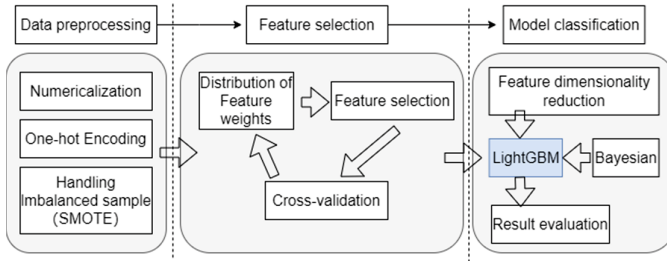 Data preprocessing
Feature selection
Model classification
Numericalization
One-hot Encoding
Handling
Imbalanced sample
(SMOTE)
Distribution of
Feature
weights
Feature selection
Cross-validation
Feature dimensionality
reduction
LightGBM
Bayesian
Result evaluation